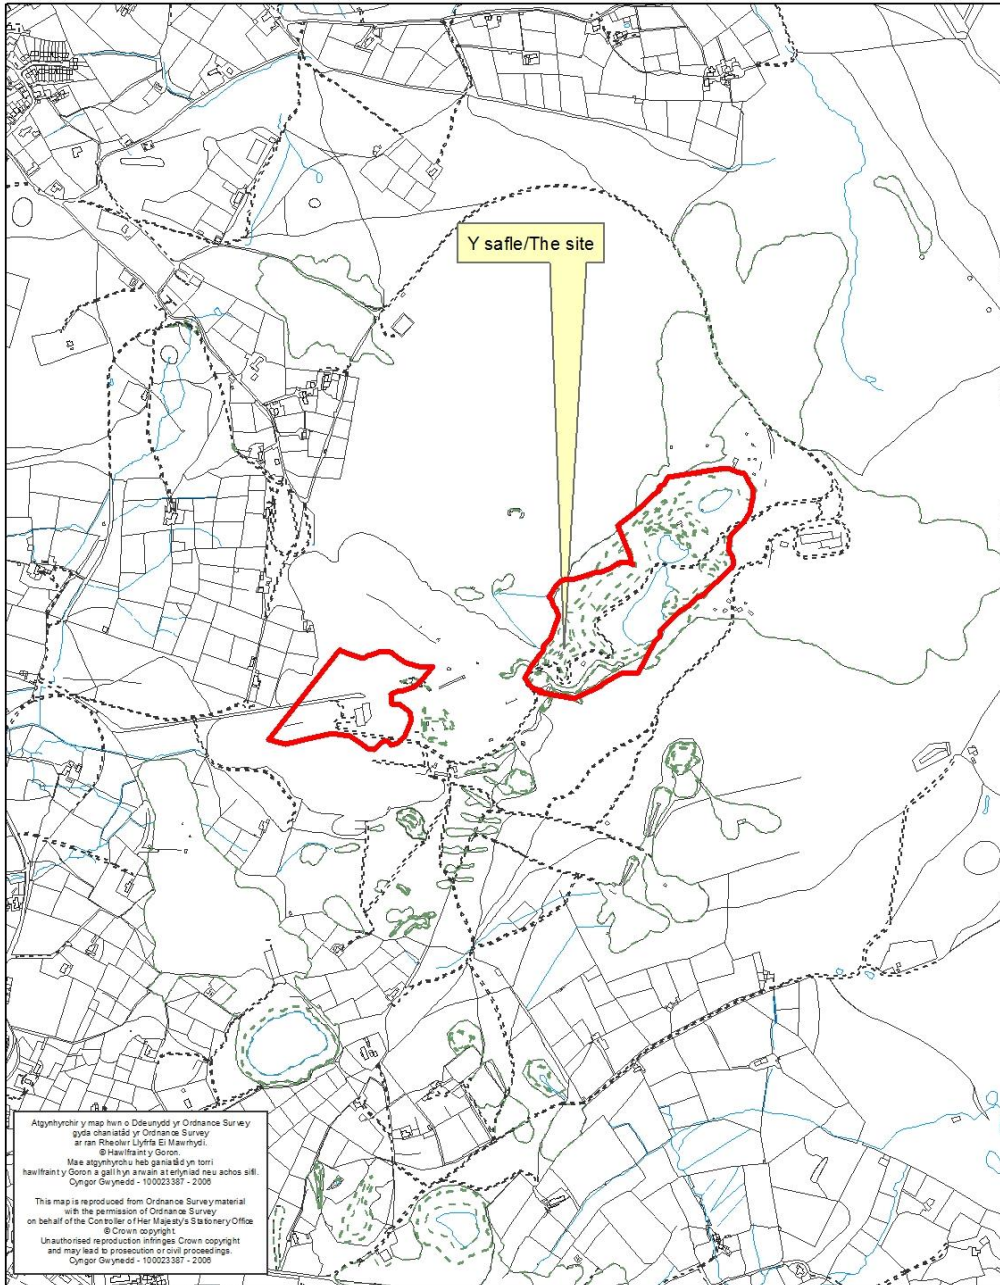 Y safle/The site
Atgynhyrchir y map hwn o Ddeunydd yr Ordnance Survey
gyda chaniatâd yr Ordnance Survey
ar ran Rheolwr Llyfrfa Ei Mawrhydi.
© Hawlfraint y Goron.
Mae atgynhyrchu heb ganiatâd yn torri
hawlfraint y Goron a gall hyn arwain at erlyniad neu achos sifil.
Cyngor Gwynedd - 100023387 - 2006
This map is reproduced from Ordnance Survey material
with the permission of Ordnance Survey
on behalf of the Controller of Her Majesty's Stationery Office
© Crown copyright.
Unauthorised reproduction infringes Crown copyright
and may lead to prosecution or civil proceedings.
Cyngor Gwynedd - 100023387 - 2006